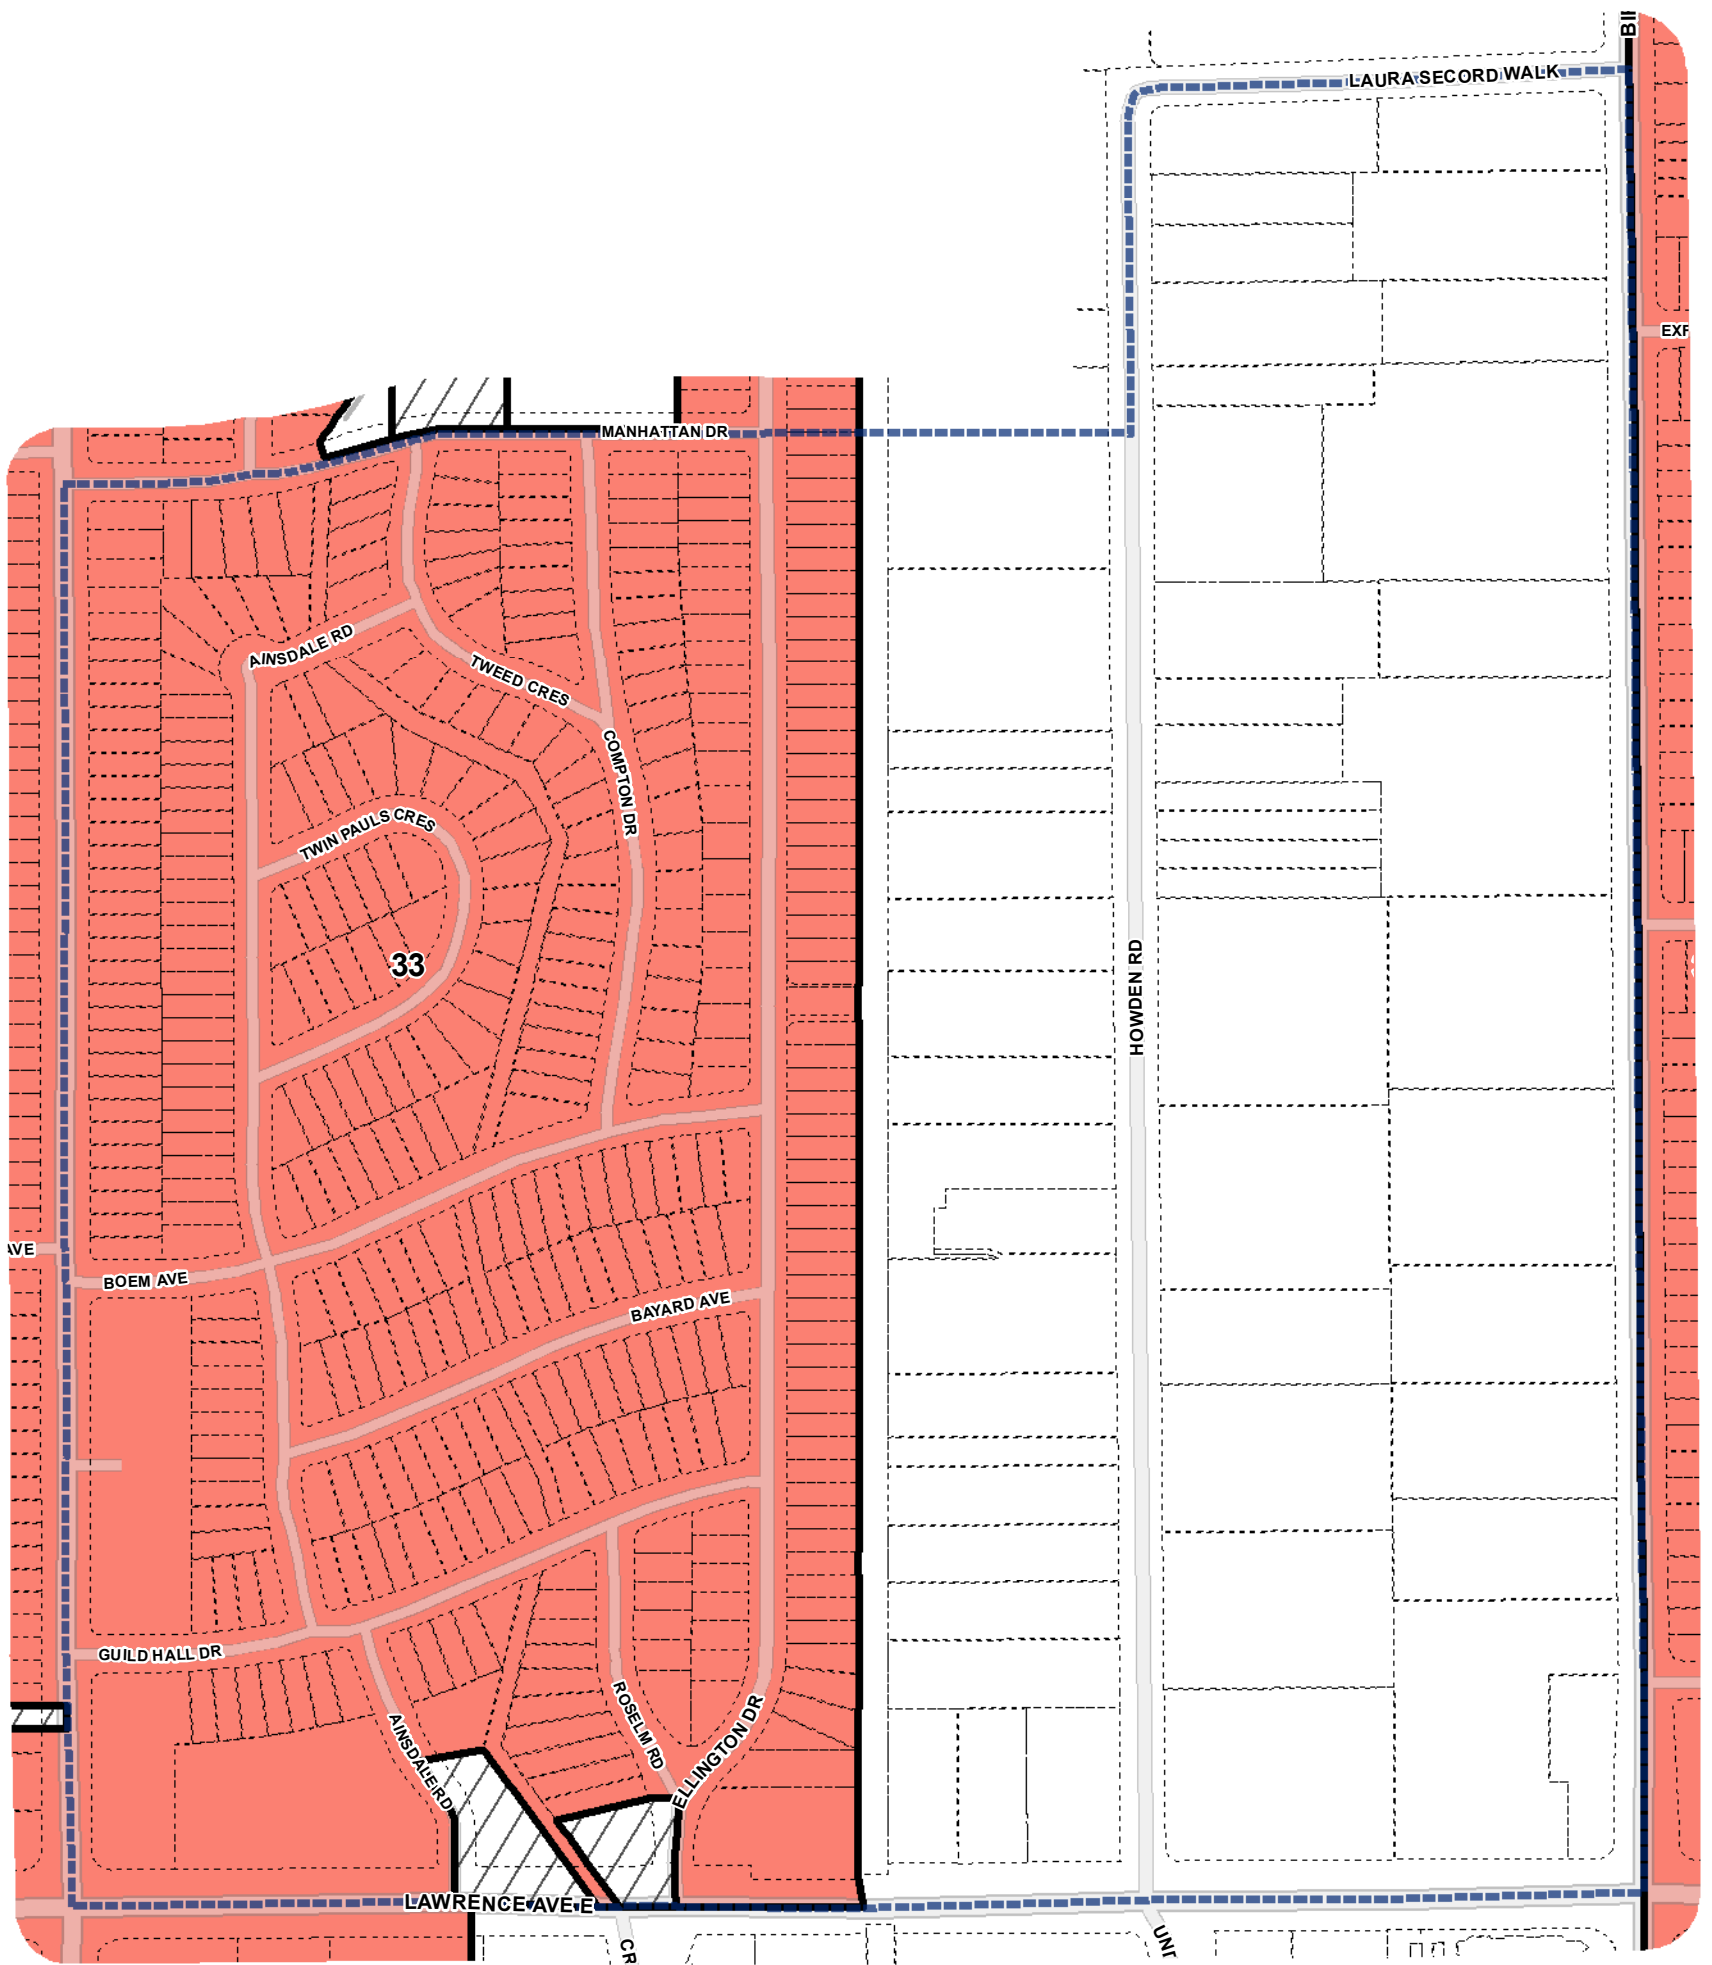 BI
LAURA SECORD WALK
EXF
MANHATTAN DR
AINSDALE RD
TWEED CRES
COMPTON DR
TWIN PAULS CRES
33
HOWDEN RD
AVE
BOEM AVE
BAYARD AVE
GUILD HALL DR
ROSELM RD
AINSDALE RD
ELLINGTON DR
LAWRENCE AVE E
CR
UNI